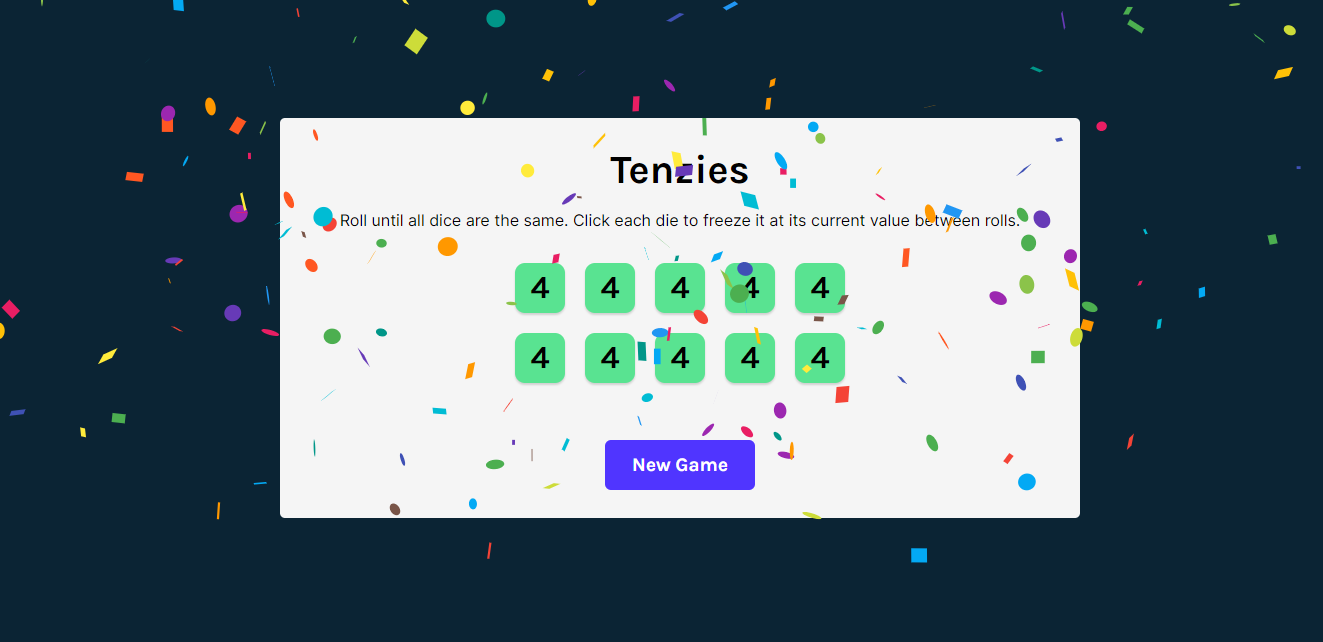 Tenzies
Roll until all dice are the same. Click each die to freeze it at its current value between rolls.
4 4 4 4 4
4 4 4 4 4
New Game